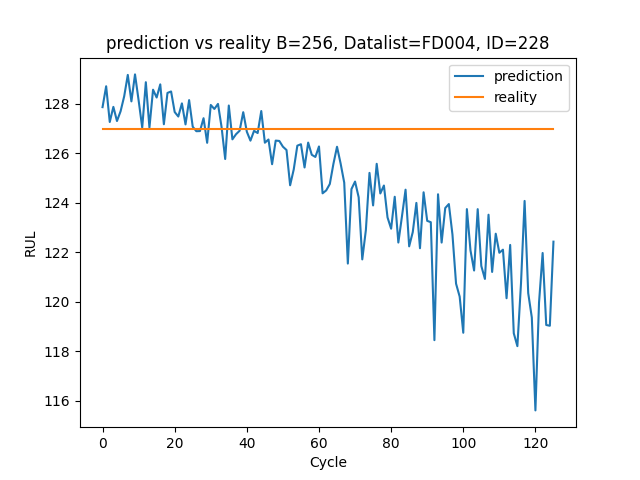 prediction vs reality B=256, Datalist=FD004, ID=228
prediction
reality
RUL
128
126
124
122
120
118
116
0 20 40 60 80 100 120
Cycle